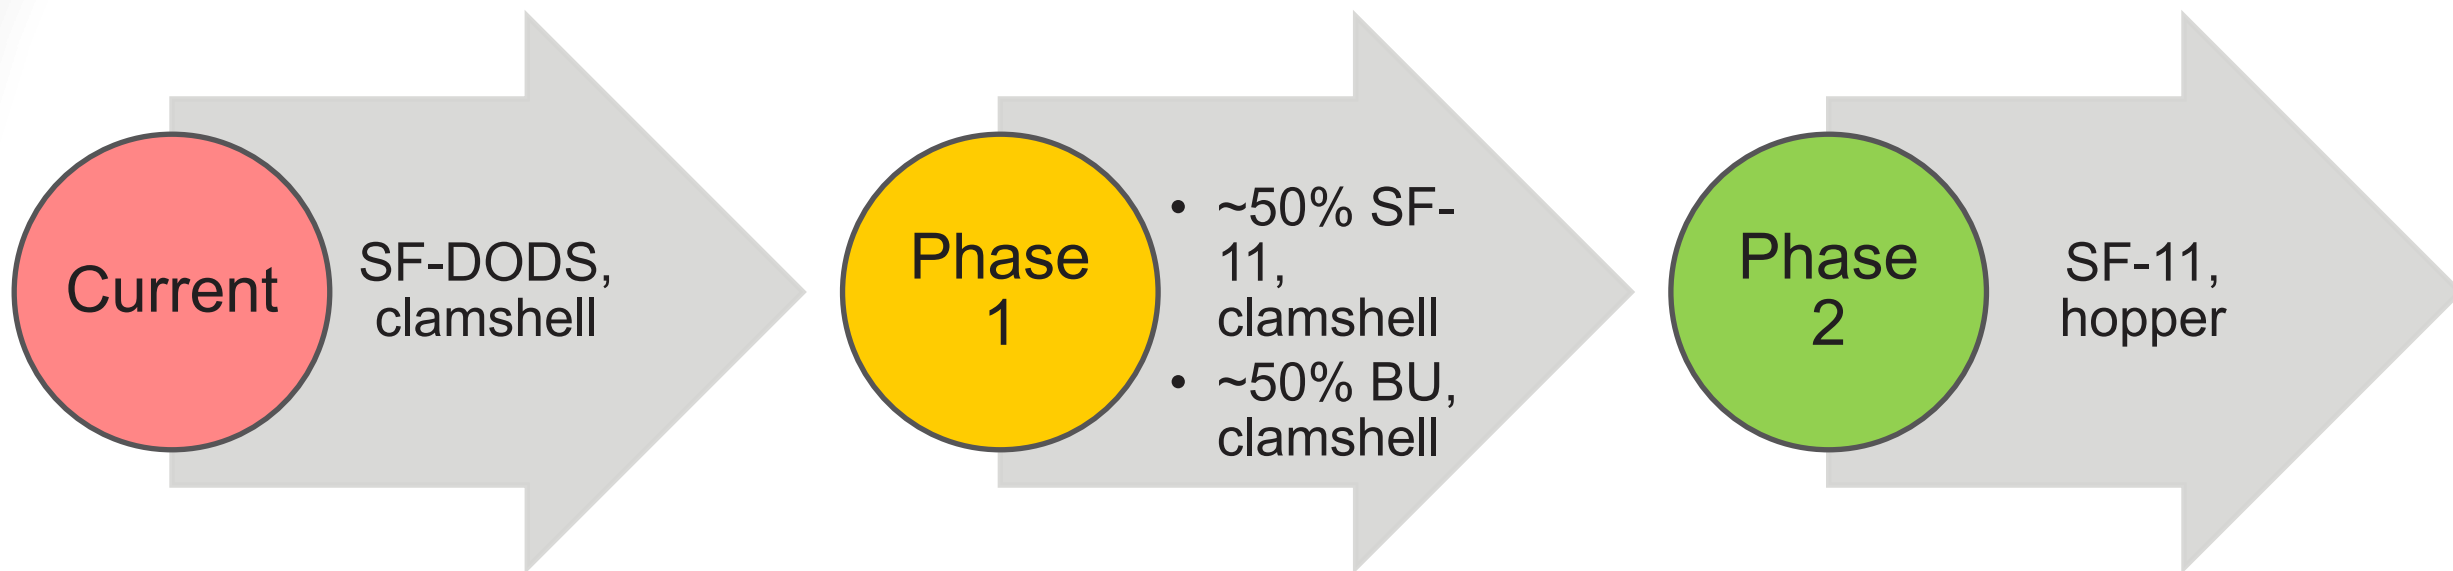 Current
SF-DODS,
clamshell
Phase
1
• ~50% SF-
11,
clamshell
• ~50% BU,
clamshell
Phase
2
SF-11,
hopper